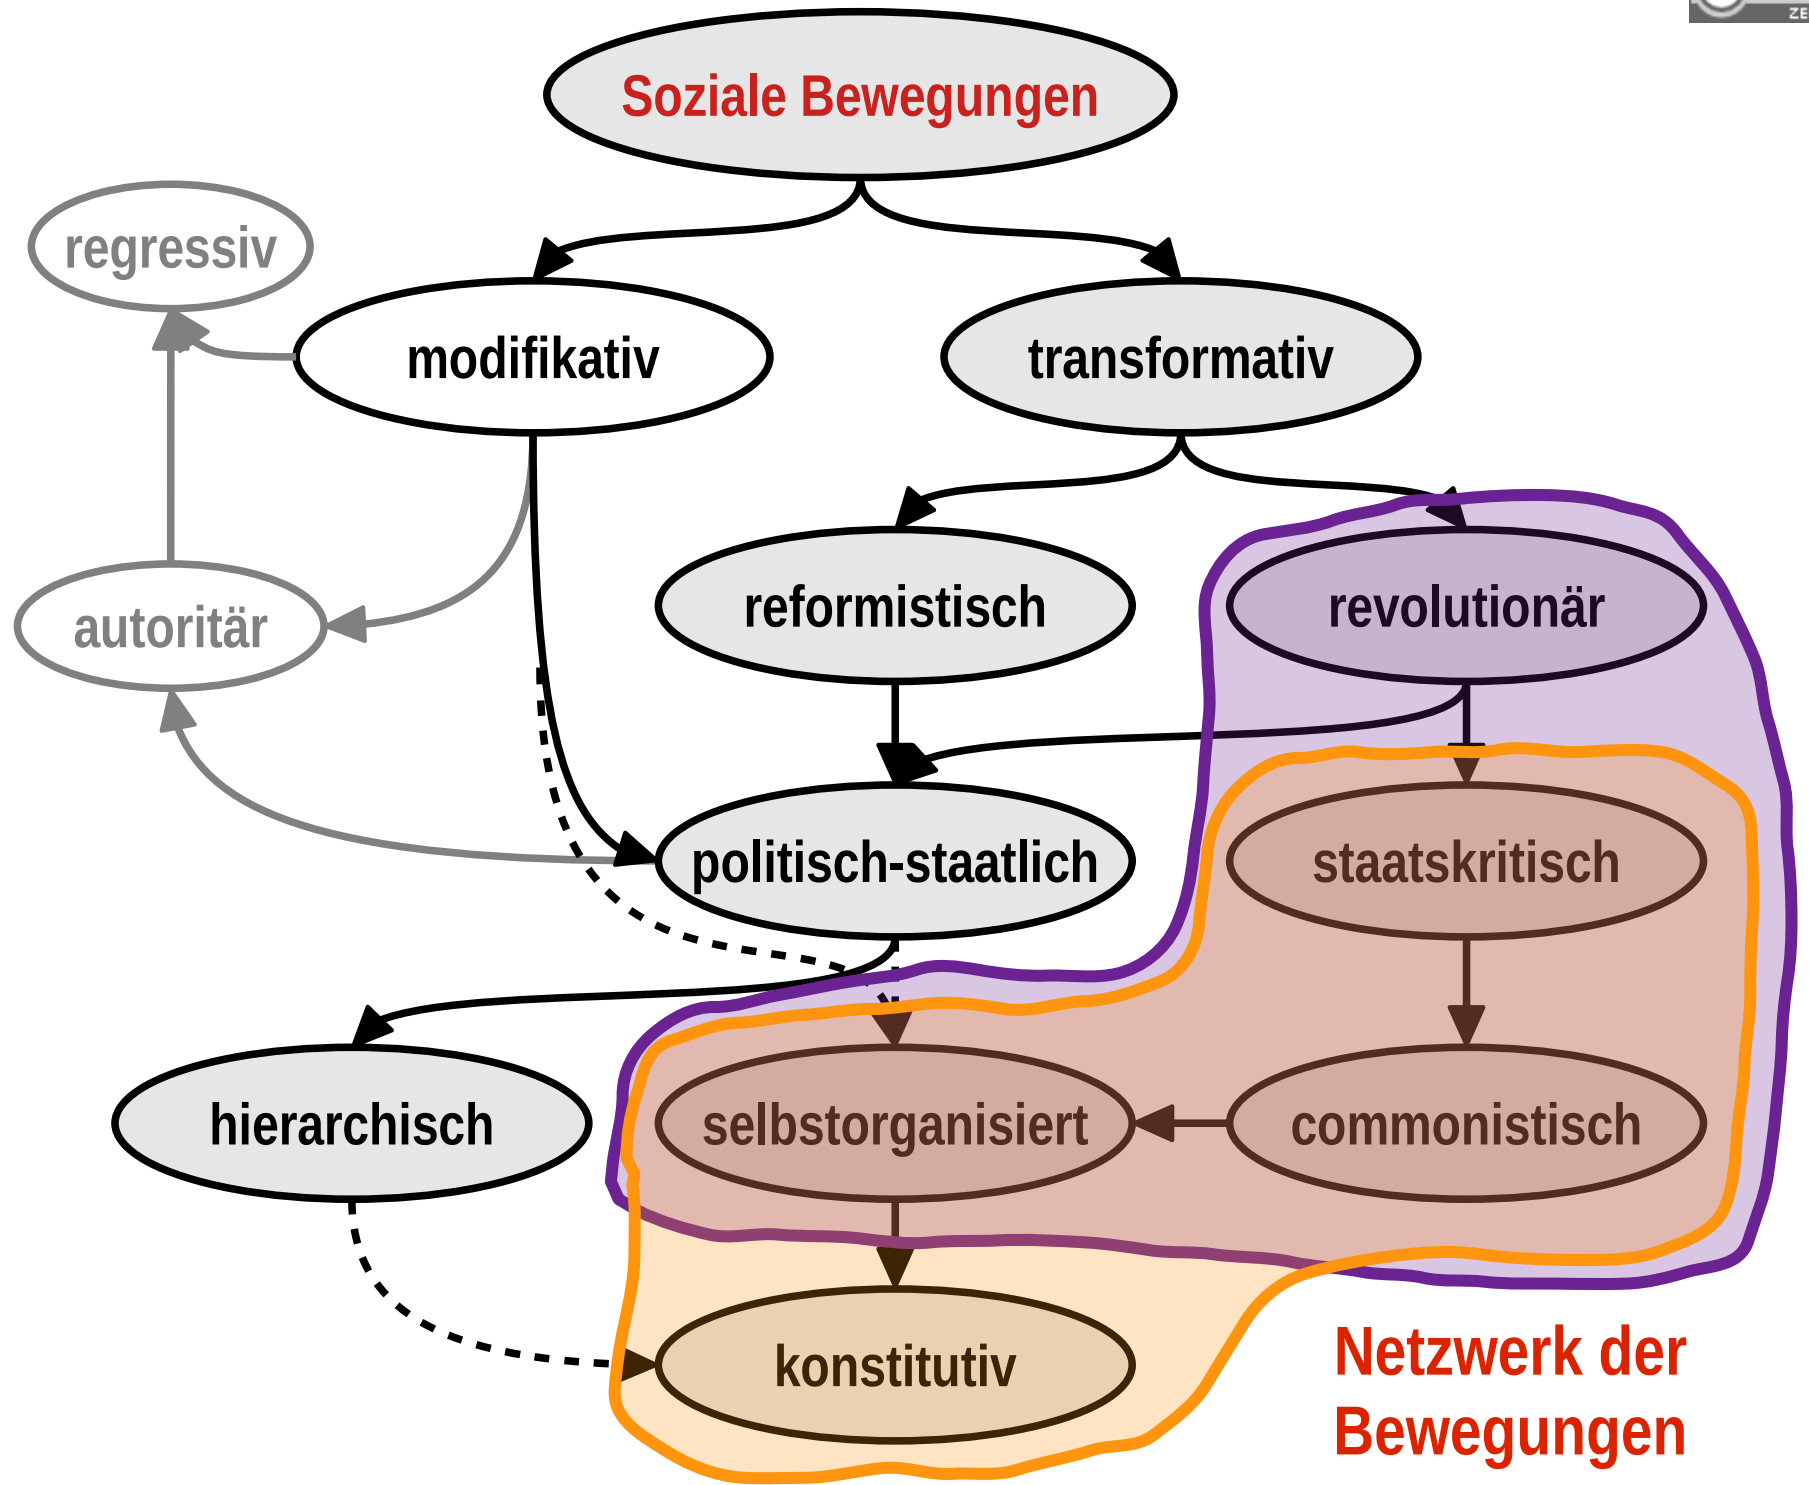 Soziale Bewegungen
regressiv
modifikativ
transformativ
reformistisch
revolutionär
autoritär
politisch-staatlich
staatskritisch
hierarchisch
selbstorganisiert
commonistisch
konstitutiv
Netzwerk der
Bewegungen